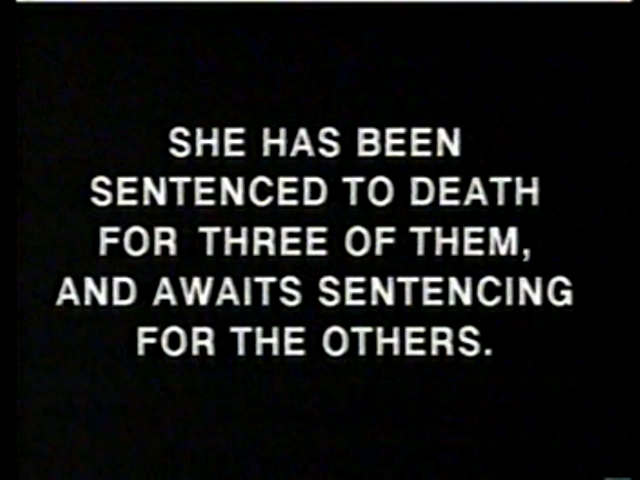 SHE HAS BEEN
SENTENCED TO DEATH
FOR THREE OF THEM,
AND AWAITS SENTENCING
FOR THE OTHERS.